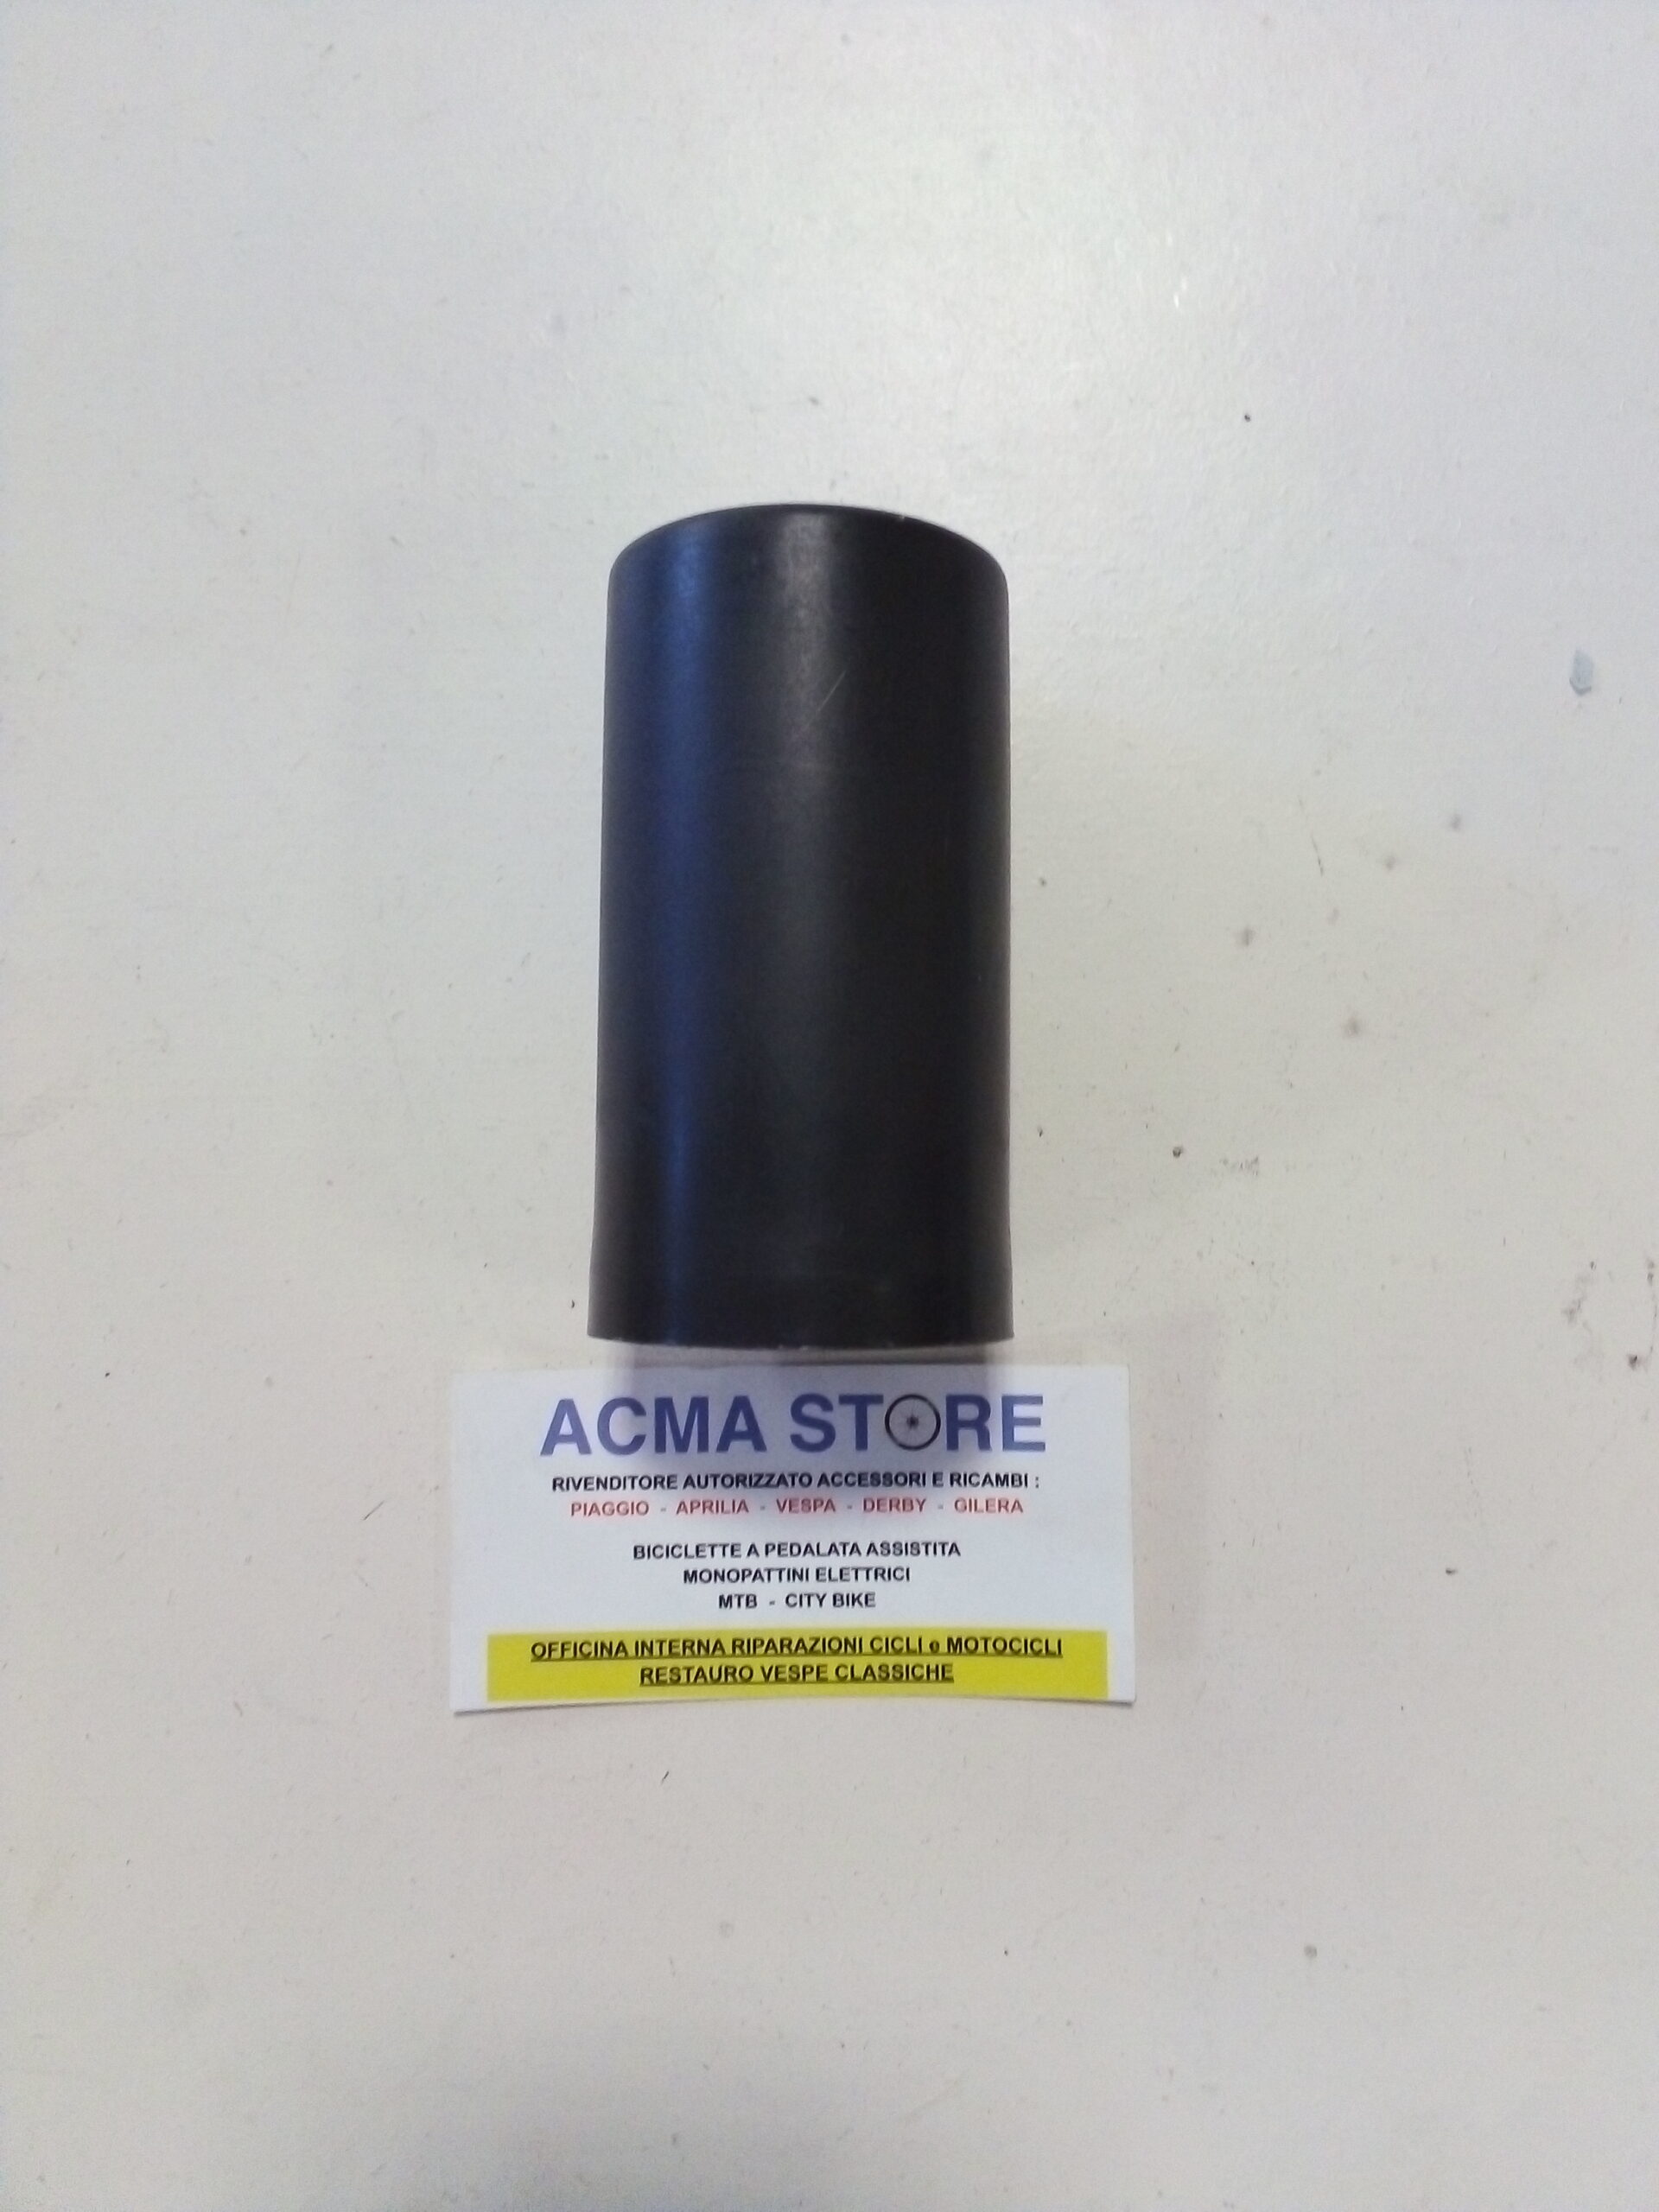 ACMA STORE
RIVENDITORE AUTORIZZATO ACCESSORI E RICAMBI :
PIAGGIO - APRILIA - VESPA - DERBY - GILERA
BICICLETTE A PEDALATA ASSISTITA
MONOPATTINI ELETTRICI
MTB - CITY BIKE
OFFICINA INTERNA RIPARAZIONI CICLI e MOTOCICLI
RESTAURO VESPE CLASSICHE